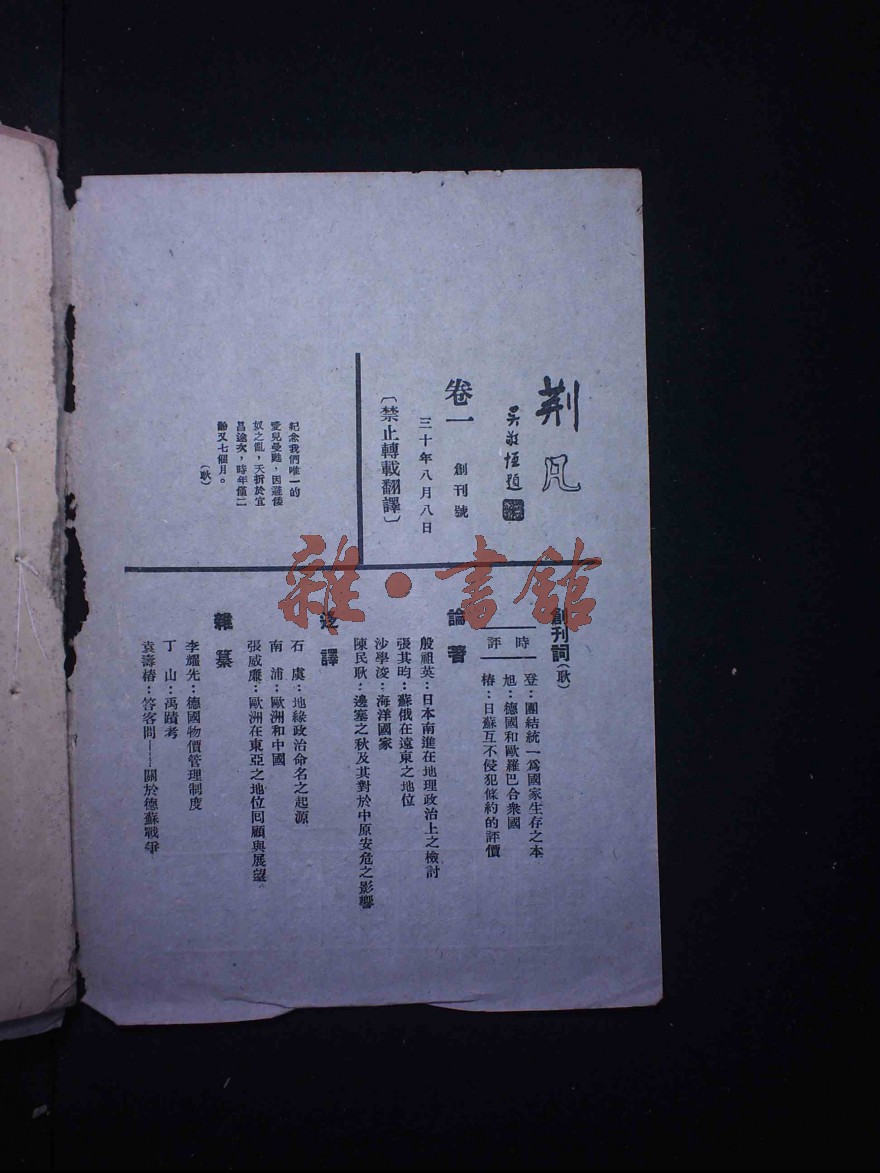 荆凡
吳敬恆題
卷一 創刊號
三十年八月八日
〔禁止轉載翻譯〕
紀念我們唯一的
愛兒曼甦,因避倭
奴之亂,夭折於宜
昌途次,時年僅二
齡又七個月。
(耿)
創刊詞(耿)
時評
登:團結統一爲國家生存之本
旭:德國和歐羅巴合衆國
椿:日蘇互不侵犯條約的評價
論著
殷祖英:日本南進在地理政治上之檢討
張其昀:蘇俄在遠東之地位
沙學浚:海洋國家
陳民耿:邊塞之秋及其對於中原安危之影響
迻譯
石虞:地緣政治命名之起源
南浦:歐洲和中國
張威廉:歐洲在東亞之地位囘顧與展望
雜纂
李耀先:德國物價管理制度
丁山:禹蹟考
袁壽椿:答客問——關於德蘇戰爭
雜·書館